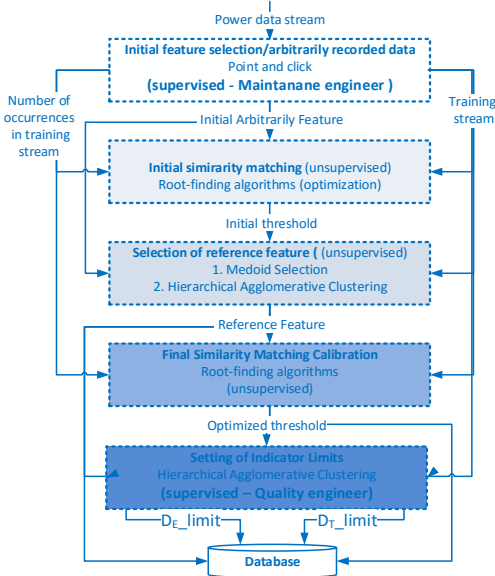 Power data stream
Initial feature selection/arbitrarily recorded data
Point and click
(supervised - Maintanane engineer )
Number of
occurrences
in training
stream
Training
stream
Initial Arbitrarily Feature
Initial simirarity matching (unsupervised)
Root-finding algorithms (optimization)
Initial threshold
Selection of reference feature ( (unsupervised)
1. Medoid Selection
2. Hierarchical Agglomerative Clustering
Reference Feature
Final Similarity Matching Calibration
Root-finding algorithms
(unsupervised)
Optimized threshold
Setting of Indicator Limits
Hierarchical Agglomerative Clustering
(supervised – Quality engineer)
DE_limit
DT_limit
Database